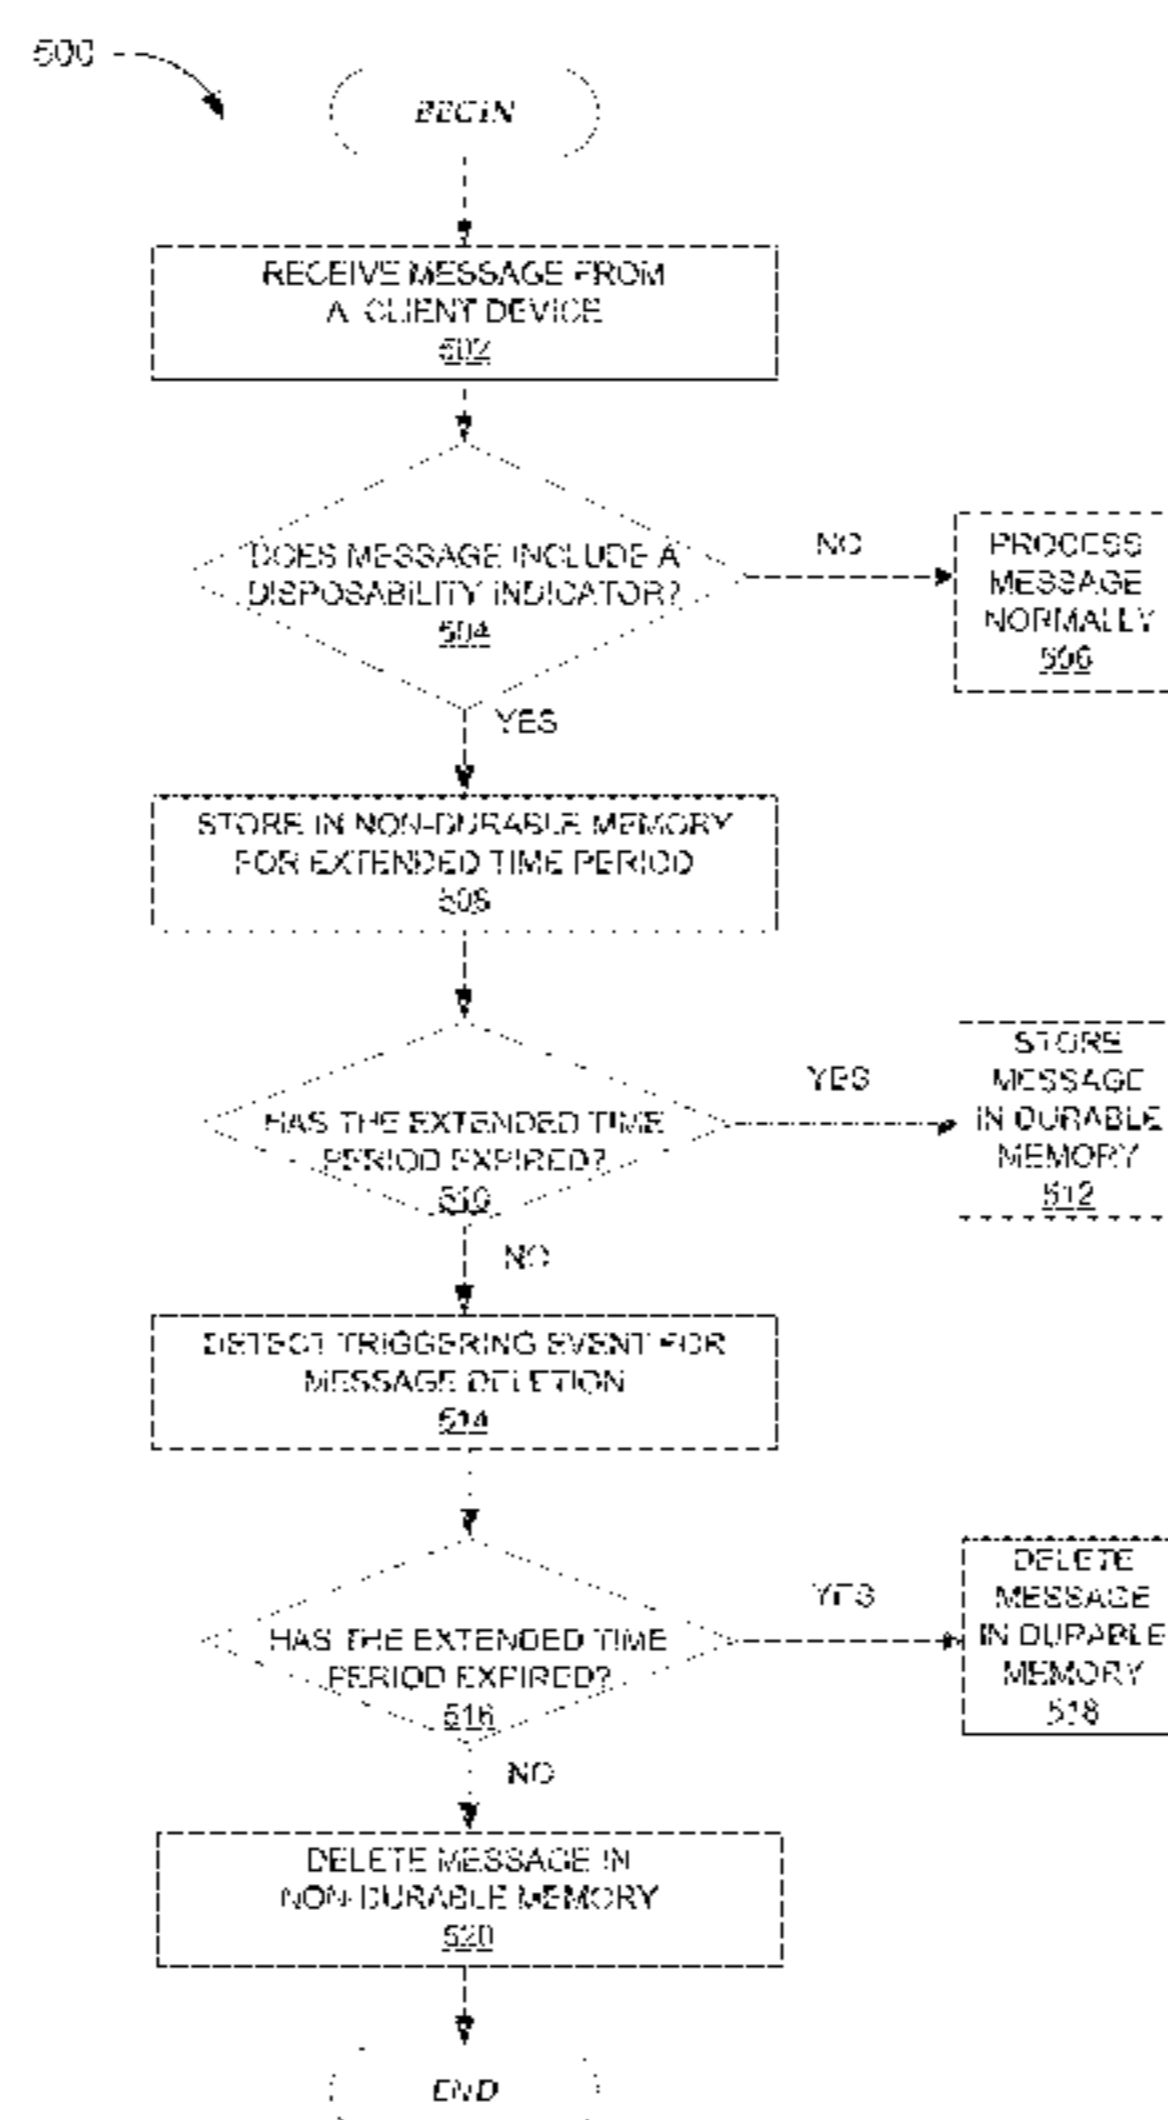 500
BEGIN
RECEIVE MESSAGE FROM
A CLIENT DEVICE
502
DOES MESSAGE INCLUDE A
DISPOSABILITY INDICATOR?
504
NO
PROCESS
MESSAGE
NORMALLY
506
YES
STORE IN NON-DURABLE MEMORY
FOR EXTENDED TIME PERIOD
508
HAS THE EXTENDED TIME
PERIOD EXPIRED?
510
YES
STORE
MESSAGE
IN DURABLE
MEMORY
512
NO
DETECT TRIGGERING EVENT FOR
MESSAGE DELETION
514
HAS THE EXTENDED TIME
PERIOD EXPIRED?
516
YES
DELETE
MESSAGE
IN DURABLE
MEMORY
518
NO
DELETE MESSAGE IN
NON-DURABLE MEMORY
520
END